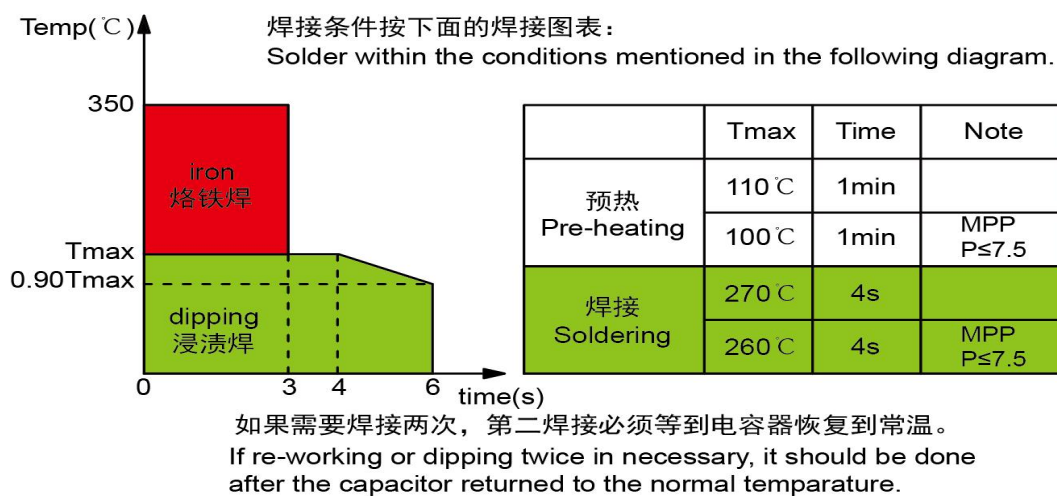 Temp(℃)
焊接条件按下面的焊接图表：
Solder within the conditions mentioned in the following diagram.
350
iron
烙铁焊
Tmax
0.90Tmax
dipping
浸渍焊
0 3 4 6
time(s)
Tmax Time Note
预热
Pre-heating
110℃ 1min
100℃ 1min MPP
P≤7.5
焊接
Soldering
270℃ 4s
260℃ 4s MPP
P≤7.5
如果需要焊接两次，第二焊接必须等到电容器恢复到常温。
If re-working or dipping twice in necessary, it should be done
after the capacitor returned to the normal temparature.